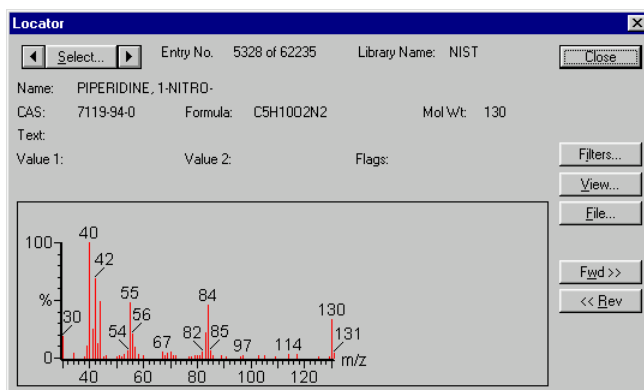 Locator
Select... Entry No. 5328 of 62235 Library Name: NIST Close
Name: PIPERIDINE, 1-NITRO-
CAS: 7119-94-0 Formula: C5H10O2N2 Mol Wt: 130
Text:
Value 1: Value 2: Flags:
Filters...
View...
File...
Fwd >>
<< Rev
100
%
0
40
42
30
54
55
56
67
82
84
85
97
114
130
131
40 60 80 100 120 m/z